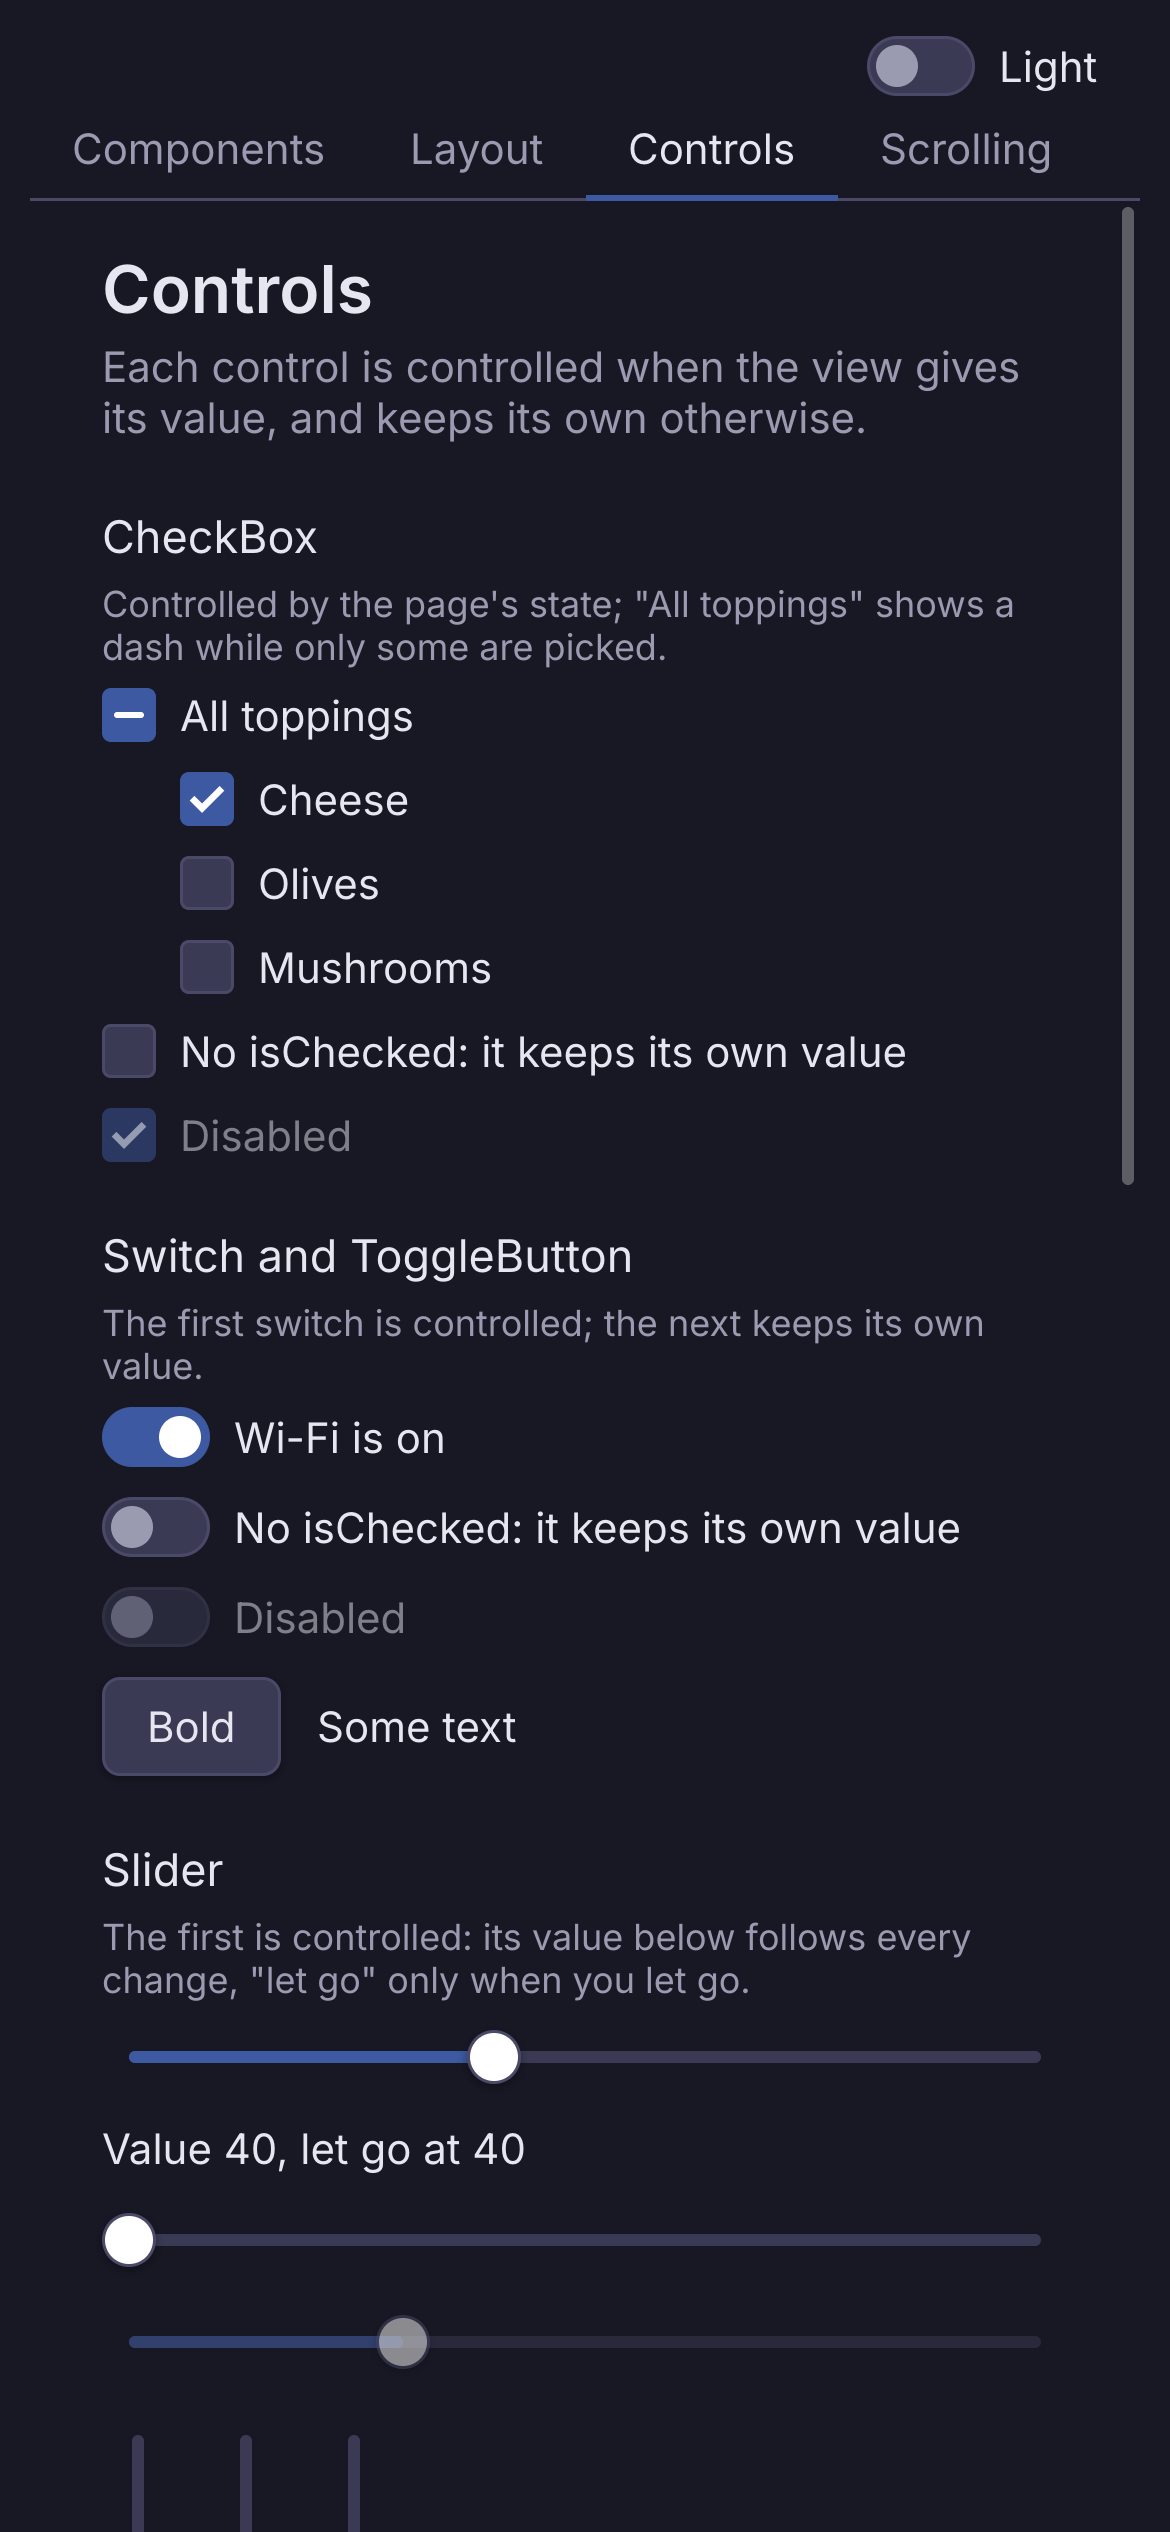 Light
Components Layout Controls Scrolling
Controls
Each control is controlled when the view gives
its value, and keeps its own otherwise.
CheckBox
Controlled by the page's state; "All toppings" shows a
dash while only some are picked.
All toppings
Cheese
Olives
Mushrooms
No isChecked: it keeps its own value
Disabled
Switch and ToggleButton
The first switch is controlled; the next keeps its own
value.
Wi-Fi is on
No isChecked: it keeps its own value
Disabled
Bold Some text
Slider
The first is controlled: its value below follows every
change, "let go" only when you let go.
Value 40, let go at 40